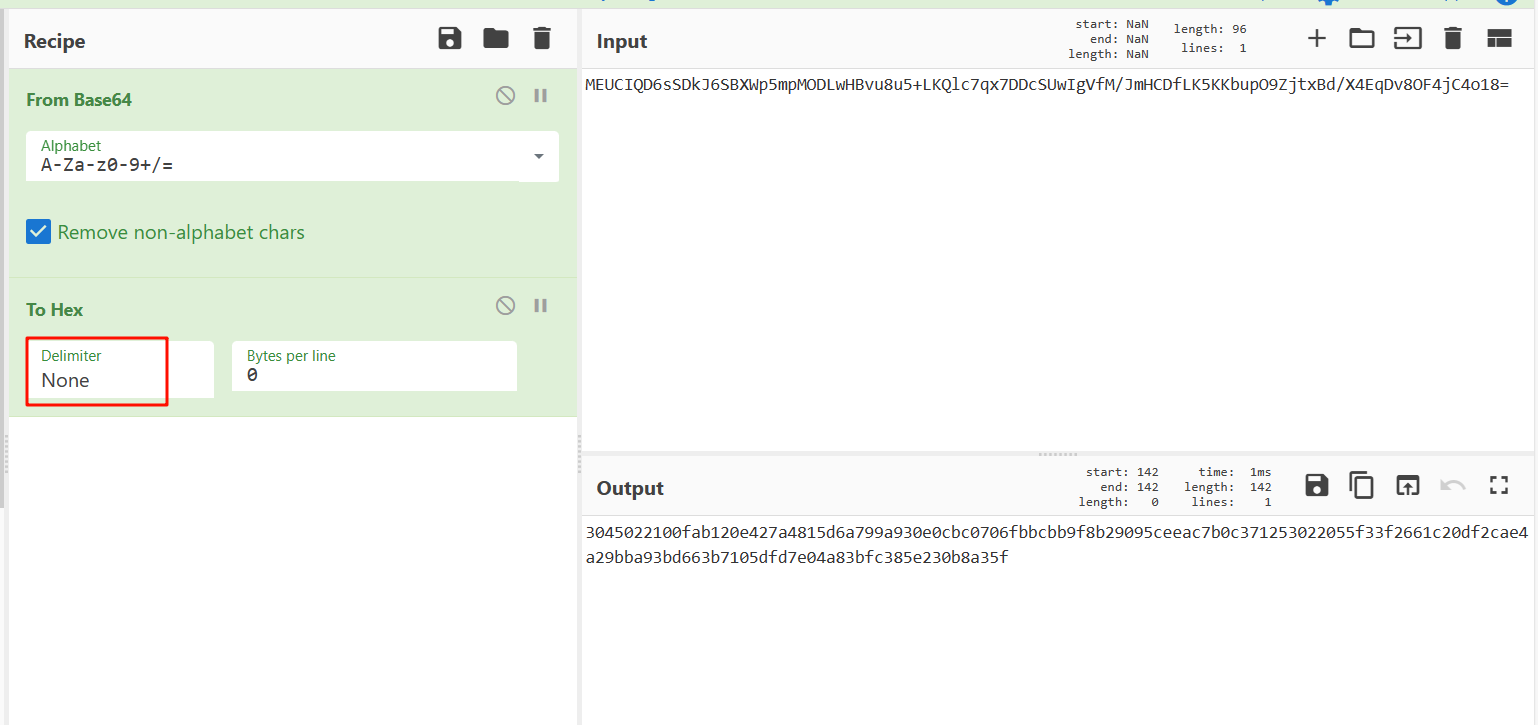 Recipe
From Base64
Alphabet
A-Za-z0-9+/=
Remove non-alphabet chars
To Hex
Delimiter
None
Bytes per line
0
Input
start: NaN
end: NaN
length: NaN
length: 96
lines: 1
MEUCIQD6sSDkJ6SBXWp5mpMODLwHBvu8u5+LKQlc7qx7DDcSUwIgVfM/JmHCDfLK5KKbupO9ZjtxBd/X4EqDv8OF4jC4o18=
Output
start: 142
end: 142
length: 0
time: 1ms
length: 142
lines: 1
3045022100fab120e427a4815d6a799a930e0cbc0706fbbcbb9f8b29095ceeac7b0c371253022055f33f2661c20df2cae4
a29bba93bd663b7105dfd7e04a83bfc385e230b8a35f